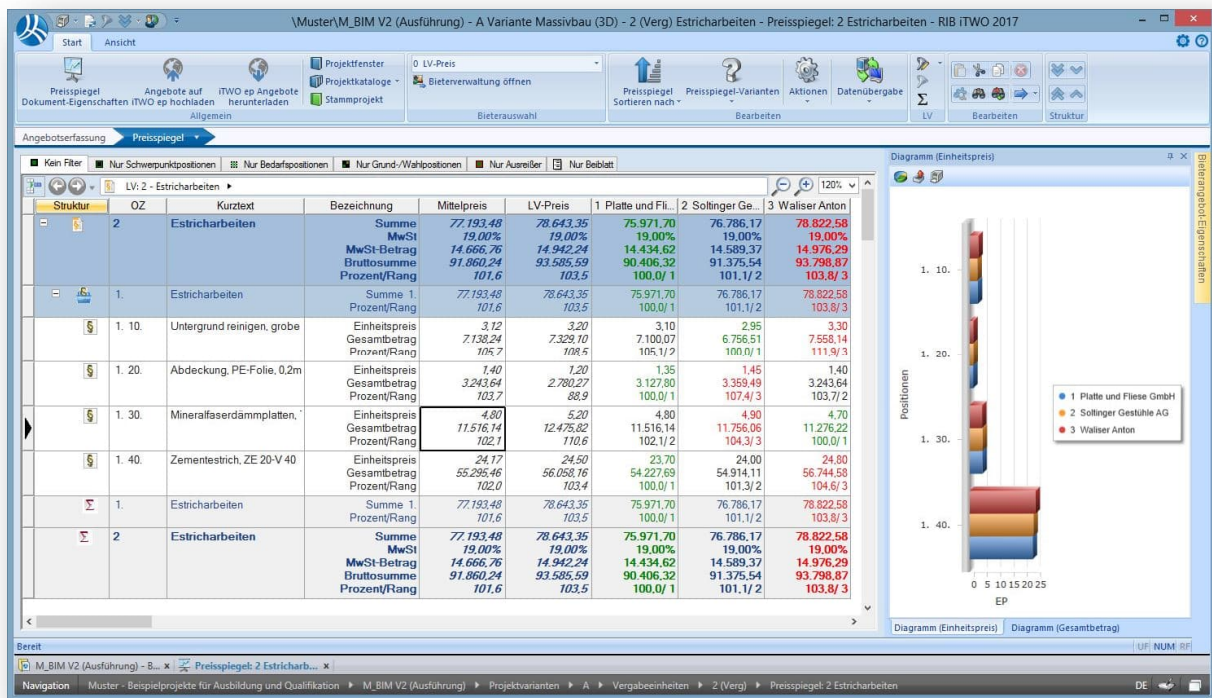 \Muster\M_BIM V2 (Ausführung) - A Variante Massivbau (3D) - 2 (Verg) Estricharbeiten - Preisspiegel: 2 Estricharbeiten - RIB iTWO 2017
Start Ansicht
Preisspiegel Dokument-Eigenschaften
Angebote auf iTWO ep hochladen
iTWO ep Angebote herunterladen
Projektfenster
Projektkataloge
Stammprojekt
Allgemein
0 LV-Preis
Bieterverwaltung öffnen
Bieterauswahl
Preisspiegel Sortieren nach
Preisspiegel-Varianten
Aktionen
Datenübergabe
Bearbeiten
LV
Bearbeiten
Struktur
Angebotserfassung Preisspiegel
Kein Filter Nur Schwerpunktpositionen Nur Bedarfspositionen Nur Grund-/Wahlpositionen Nur Ausreißer Nur Beiblatt
LV: 2 - Estricharbeiten 120%
Struktur OZ Kurztext Bezeichnung Mittelpreis LV-Preis 1 Platte und Fli... 2 Soltinger Ge... 3 Waliser Anton
2 Estricharbeiten Summe 77.193,48 78.643,35 75.971,70 76.786,17 78.822,58
MwSt 19,00% 19,00% 19,00% 19,00% 19,00%
MwSt-Betrag 14.666,76 14.942,24 14.434,62 14.589,37 14.976,29
Bruttosumme 91.860,24 93.585,59 90.406,32 91.375,54 93.798,87
Prozent/Rang 101,6 103,5 100,0/ 1 101,1/ 2 103,8/ 3
1. Estricharbeiten Summe 1. 77.193,48 78.643,35 75.971,70 76.786,17 78.822,58
Prozent/Rang 101,6 103,5 100,0/ 1 101,1/ 2 103,8/ 3
§ 1. 10. Untergrund reinigen, grobe Einheitspreis 3,12 3,20 3,10 2,95 3,30
Gesamtbetrag 7.138,24 7.329,10 7.100,07 6.756,51 7.558,14
Prozent/Rang 105,7 108,5 105,1/ 2 100,0/ 1 111,9/ 3
§ 1. 20. Abdeckung, PE-Folie, 0,2m Einheitspreis 1,40 1,20 1,35 1,45 1,40
Gesamtbetrag 3.243,64 2.780,27 3.127,80 3.359,49 3.243,64
Prozent/Rang 103,7 88,9 100,0/ 1 107,4/ 3 103,7/ 2
§ 1. 30. Mineralfaserdämmplatten, Einheitspreis 4,80 5,20 4,80 4,90 4,70
Gesamtbetrag 11.516,14 12.475,82 11.516,14 11.756,06 11.276,22
Prozent/Rang 102,1 110,6 102,1/ 2 104,3/ 3 100,0/ 1
§ 1. 40. Zementestrich, ZE 20-V 40 Einheitspreis 24,17 24,50 23,70 24,00 24,80
Gesamtbetrag 55.295,46 56.058,16 54.227,69 54.914,11 56.744,58
Prozent/Rang 102,0 103,4 100,0/ 1 101,3/ 2 104,6/ 3
Σ 1. Estricharbeiten Summe 1. 77.193,48 78.643,35 75.971,70 76.786,17 78.822,58
Prozent/Rang 101,6 103,5 100,0/ 1 101,1/ 2 103,8/ 3
Σ 2 Estricharbeiten Summe 77.193,48 78.643,35 75.971,70 76.786,17 78.822,58
MwSt 19,00% 19,00% 19,00% 19,00% 19,00%
MwSt-Betrag 14.666,76 14.942,24 14.434,62 14.589,37 14.976,29
Bruttosumme 91.860,24 93.585,59 90.406,32 91.375,54 93.798,87
Prozent/Rang 101,6 103,5 100,0/ 1 101,1/ 2 103,8/ 3
Diagramm (Einheitspreis)
Positionen
1. 10.
1. 20.
1. 30.
1. 40.
0 5 10 15 20 25
EP
1 Platte und Fliese GmbH
2 Soltinger Gestühle AG
3 Waliser Anton
Diagramm (Einheitspreis) Diagramm (Gesamtbetrag)
Bieterangebot-Eigenschaften
Bereit UF NUM RF
M_BIM V2 (Ausführung) - B... x Preisspiegel: 2 Estricharb... x
Navigation Muster - Beispielprojekte für Ausbildung und Qualifikation M_BIM V2 (Ausführung) Projektvarianten A Vergabeeinheiten 2 (Verg) Preisspiegel: 2 Estricharbeiten DE